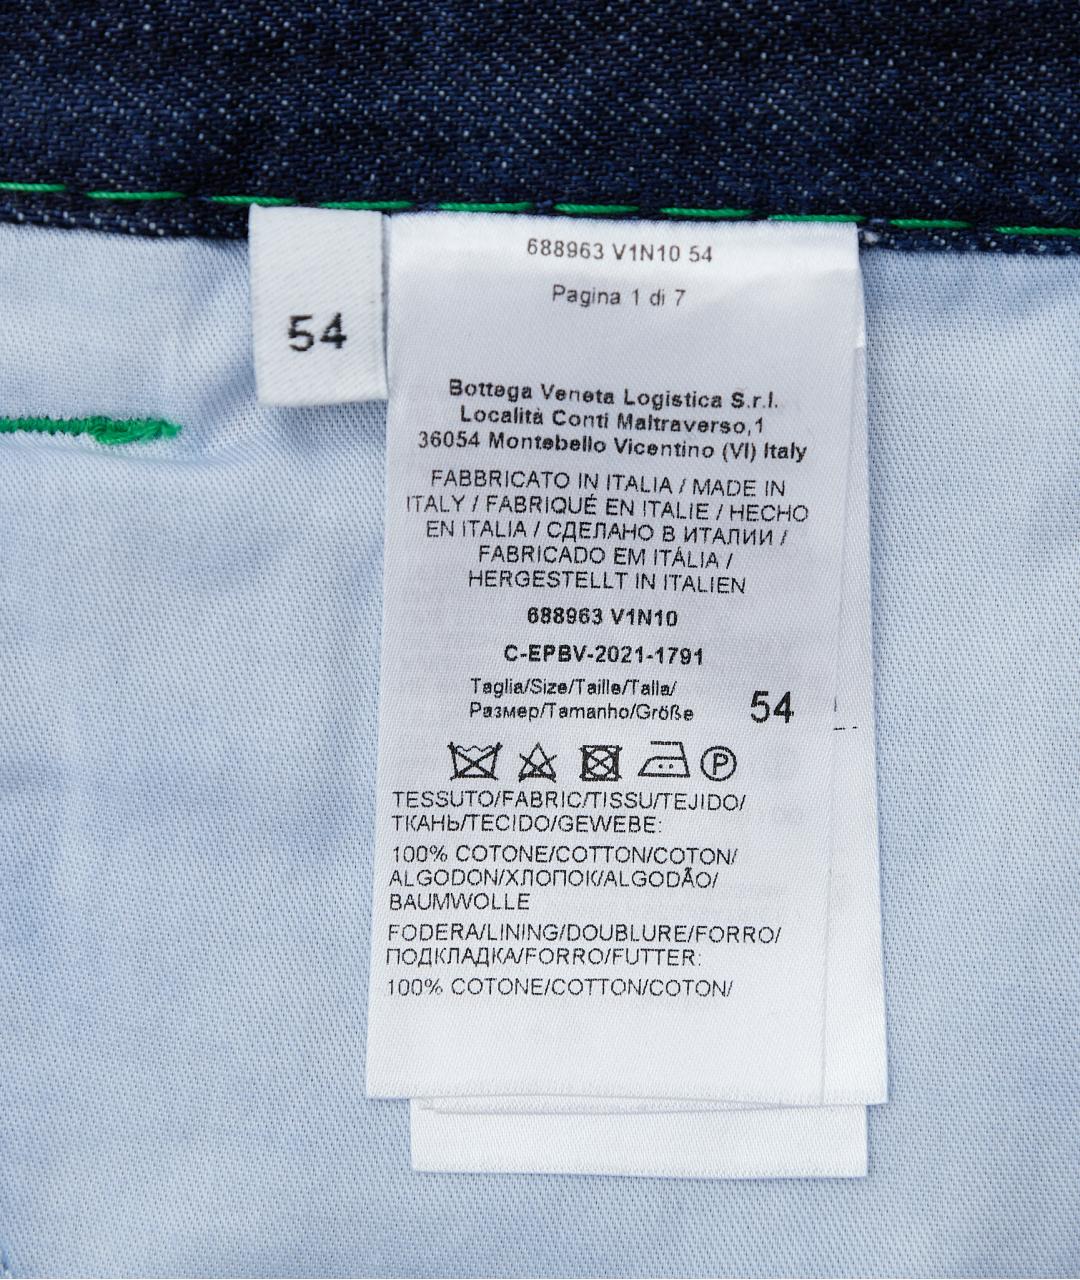 688963 V1N10 54
Pagina 1 di 7
54
Bottega Veneta Logistica S.r.l.
Località Conti Maltraverso,1
36054 Montebello Vicentino (VI) Italy
FABBRICATO IN ITALIA / MADE IN
ITALY / FABRIQUÉ EN ITALIE / HECHO
EN ITALIA / СДЕЛАНО В ИТАЛИИ /
FABRICADO EM ITÁLIA /
HERGESTELLT IN ITALIEN
688963 V1N10
C-EPBV-2021-1791
Taglia/Size/Taille/Talla/
Размер/Tamanho/Größe 54
P
TESSUTO/FABRIC/TISSU/TEJIDO/
ТКАНЬ/TECIDO/GEWEBE:
100% COTONE/COTTON/COTON/
ALGODON/ХЛОПОК/ALGODÃO/
BAUMWOLLE
FODERA/LINING/DOUBLURE/FORRO/
ПОДКЛАДКА/FORRO/FUTTER:
100% COTONE/COTTON/COTON/